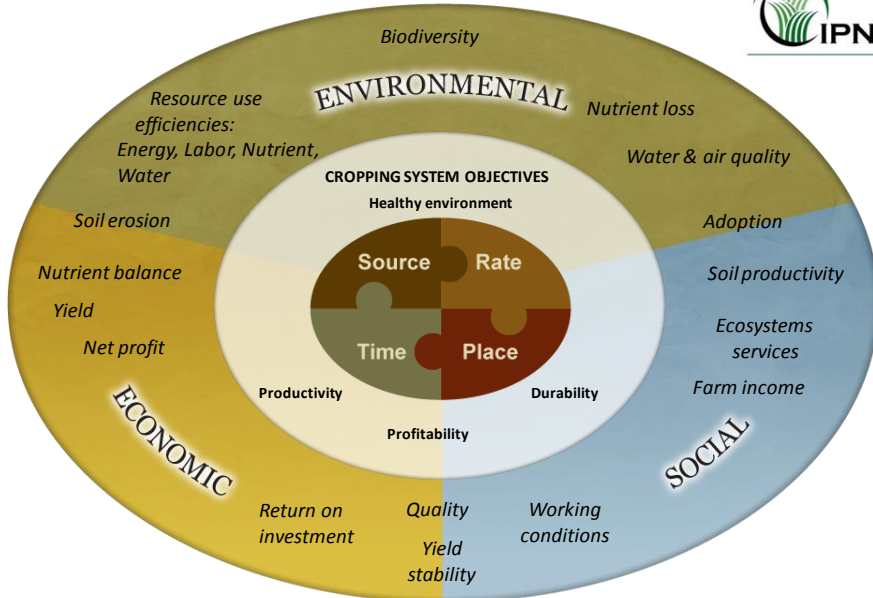 IPN
Biodiversity
ENVIRONMENTAL
Resource use
efficiencies:
Energy, Labor, Nutrient,
Water
Nutrient loss
Water & air quality
CROPPING SYSTEM OBJECTIVES
Healthy environment
Soil erosion
Adoption
Source
Rate
Nutrient balance
Soil productivity
Yield
Ecosystems
services
Net profit
Time
Place
Farm income
Productivity
Durability
Profitability
ECONOMIC
SOCIAL
Return on
investment
Quality
Yield
stability
Working
conditions